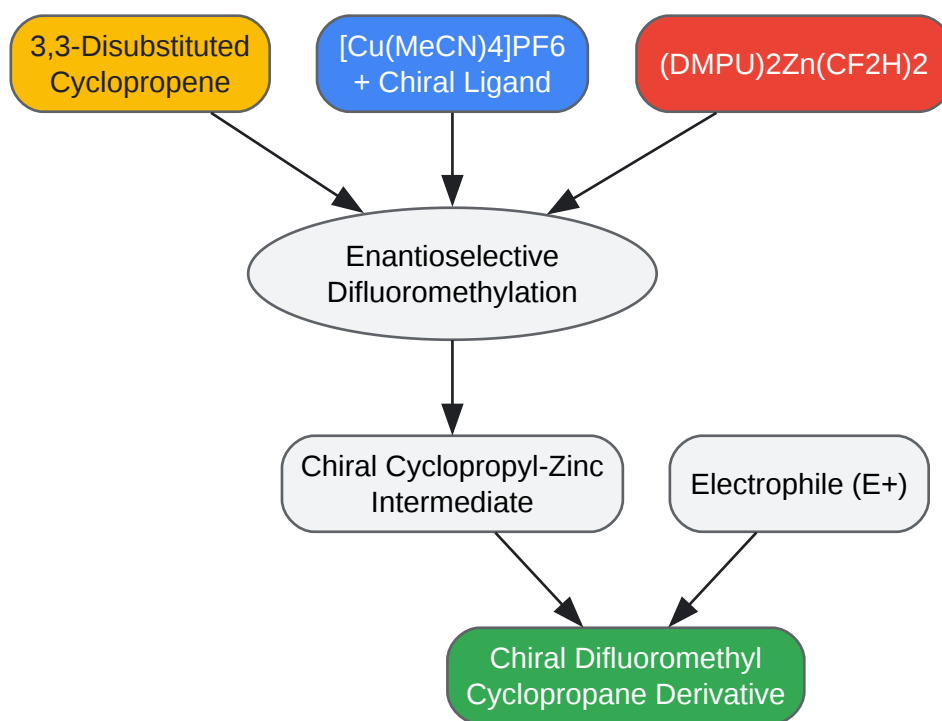 3,3-Disubstituted
Cyclopropene
[Cu(MeCN)4]PF6
+ Chiral Ligand
(DMPU)2Zn(CF2H)2
Enantioselective
Difluoromethylation
Chiral Cyclopropyl-Zinc
Intermediate
Electrophile (E+)
Chiral Difluoromethyl
Cyclopropane Derivative